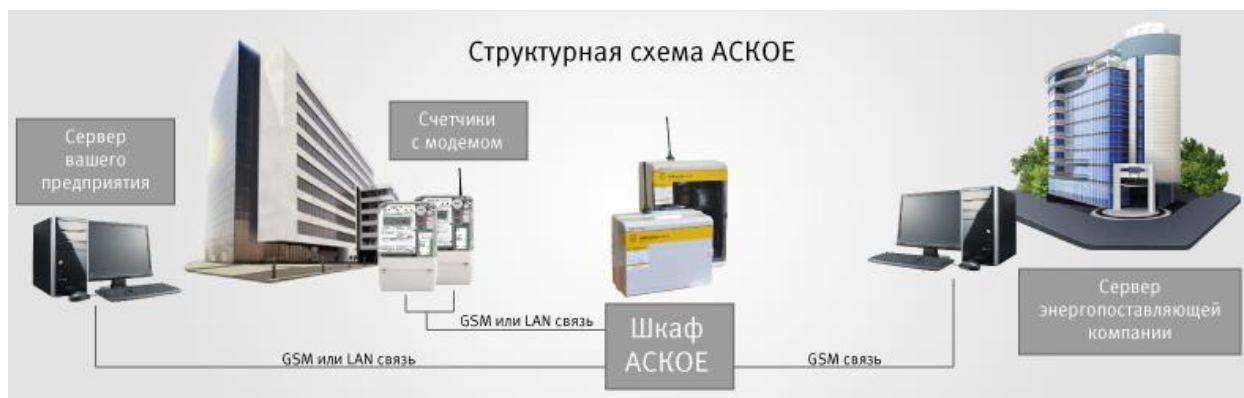 Структурная схема АСКОЕ
Сервер
вашего
предприятия
Счетчики
с модемом
GSM или LAN связь
GSM или LAN связь
Шкаф
АСКОЕ
GSM связь
Сервер
энергопоставляющей
компании